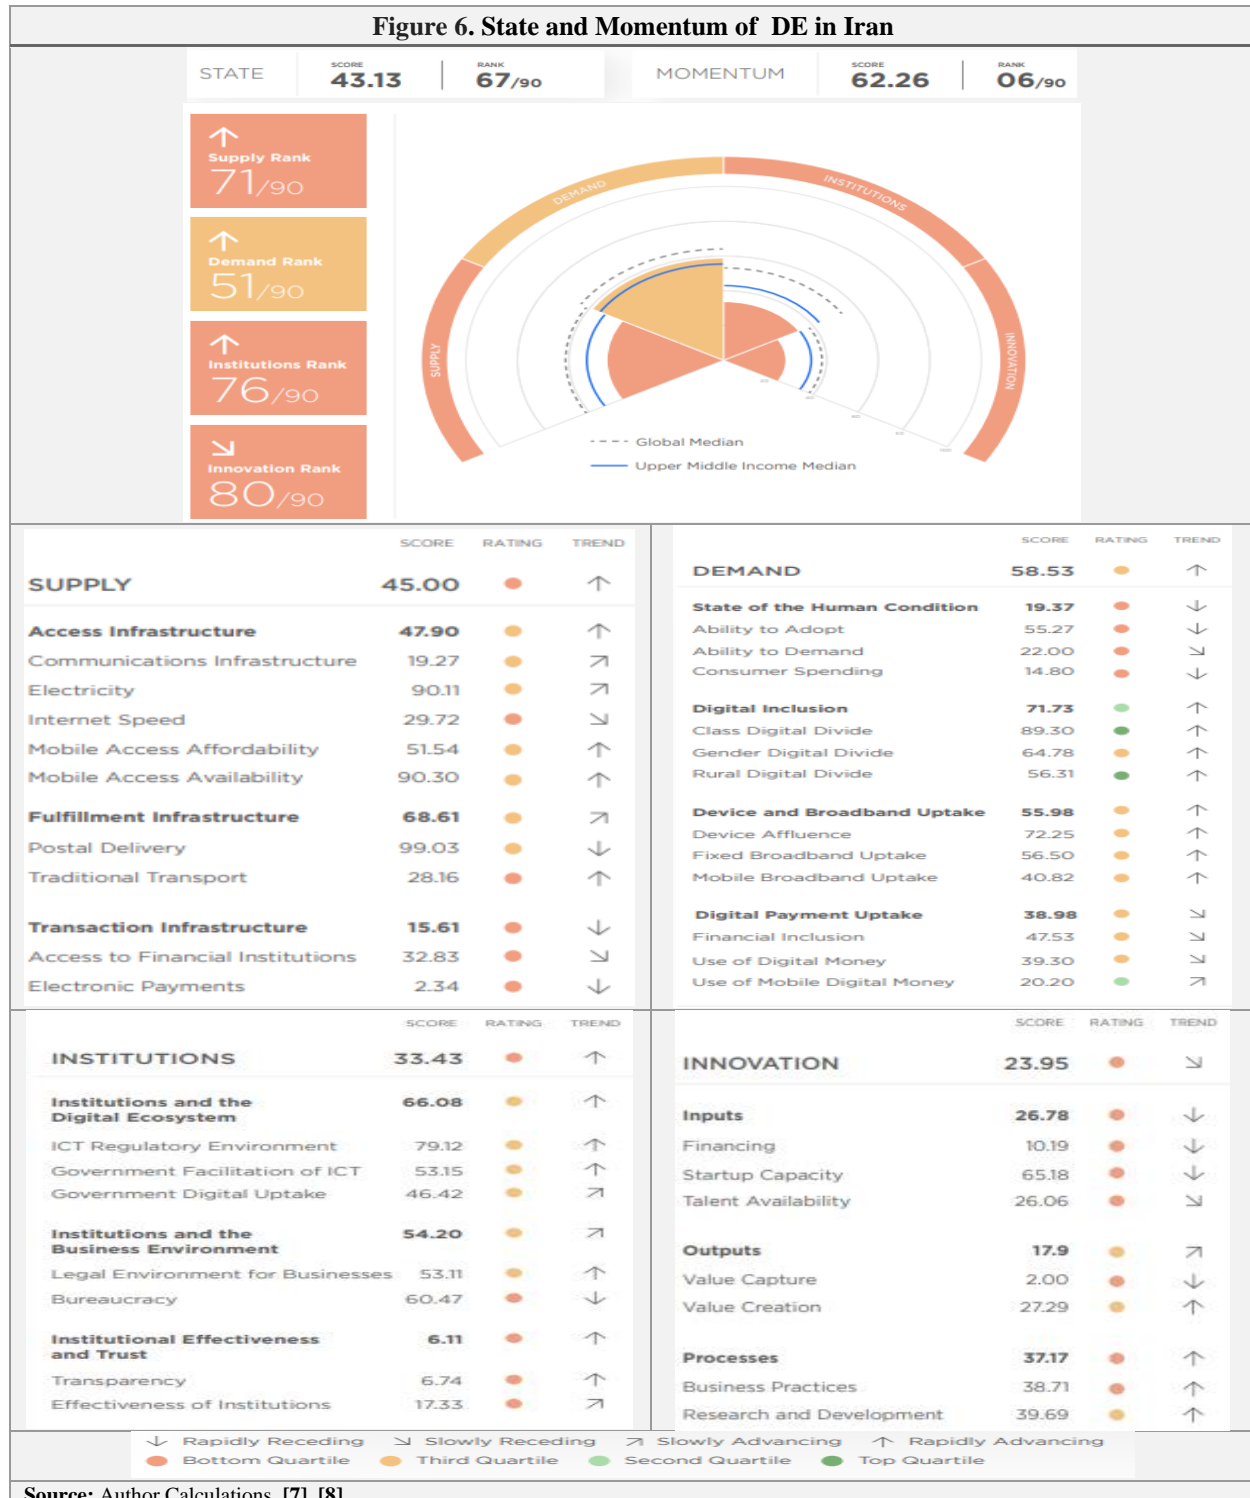 Figure 6. State and Momentum of DE in Iran
STATE SCORE 43.13 RANK 67/90 MOMENTUM SCORE 62.26 RANK 06/90
Supply Rank
71/90
Demand Rank
51/90
Institutions Rank
76/90
Innovation Rank
80/90
DEMAND
INSTITUTIONS
SUPPLY
INNOVATION
Global Median
Upper Middle Income Median
SCORE RATING TREND
SUPPLY 45.00
Access Infrastructure 47.90
Communications Infrastructure 19.27
Electricity 90.11
Internet Speed 29.72
Mobile Access Affordability 51.54
Mobile Access Availability 90.30
Fulfillment Infrastructure 68.61
Postal Delivery 99.03
Traditional Transport 28.16
Transaction Infrastructure 15.61
Access to Financial Institutions 32.83
Electronic Payments 2.34
SCORE RATING TREND
DEMAND 58.53
State of the Human Condition 19.37
Ability to Adopt 55.27
Ability to Demand 22.00
Consumer Spending 14.80
Digital Inclusion 71.73
Class Digital Divide 89.30
Gender Digital Divide 64.78
Rural Digital Divide 56.31
Device and Broadband Uptake 55.98
Device Affluence 72.25
Fixed Broadband Uptake 56.50
Mobile Broadband Uptake 40.82
Digital Payment Uptake 38.98
Financial Inclusion 47.53
Use of Digital Money 39.30
Use of Mobile Digital Money 20.20
SCORE RATING TREND
INSTITUTIONS 33.43
Institutions and the
Digital Ecosystem 66.08
ICT Regulatory Environment 79.12
Government Facilitation of ICT 53.15
Government Digital Uptake 46.42
Institutions and the
Business Environment 54.20
Legal Environment for Businesses 53.11
Bureaucracy 60.47
Institutional Effectiveness
and Trust 6.11
Transparency 6.74
Effectiveness of Institutions 17.33
SCORE RATING TREND
INNOVATION 23.95
Inputs 26.78
Financing 10.19
Startup Capacity 65.18
Talent Availability 26.06
Outputs 17.9
Value Capture 2.00
Value Creation 27.29
Processes 37.17
Business Practices 38.71
Research and Development 39.69
↓ Rapidly Receding ↘ Slowly Receding ↗ Slowly Advancing ↑ Rapidly Advancing
Bottom Quartile Third Quartile Second Quartile Top Quartile
Source: Author Calculations, [7], [8]